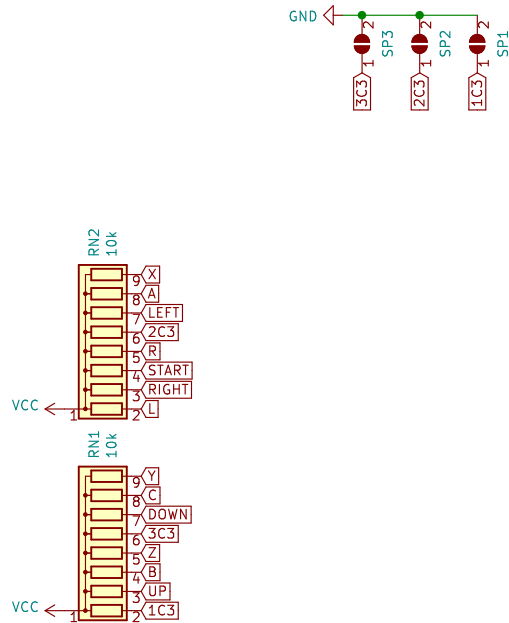 GND
2 2 2
SP3 SP2 SP1
1 1 1
3C3 2C3 1C3
RN2
10k
X
9
A
8
LEFT
7
2C3
6
R
5
START
4
RIGHT
3
VCC 1 L
2
RN1
10k
Y
9
C
8
DOWN
7
3C3
6
Z
5
B
4
UP
3
VCC 1 1C3
2